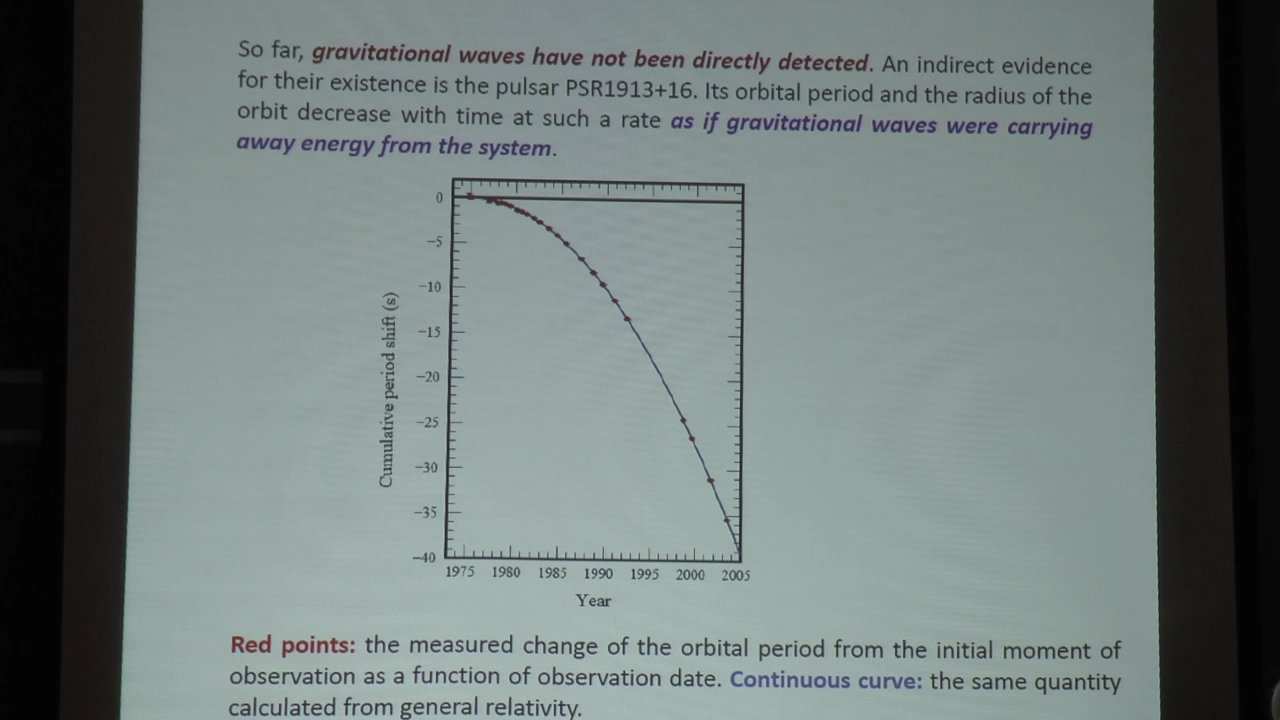 So far, gravitational waves have not been directly detected. An indirect evidence
for their existence is the pulsar PSR1913+16. Its orbital period and the radius of the
orbit decrease with time at such a rate as if gravitational waves were carrying
away energy from the system.
0
−5
−10
−15
−20
−25
−30
−35
−40
Cumulative period shift (s)
1975 1980 1985 1990 1995 2000 2005
Year
Red points: the measured change of the orbital period from the initial moment of
observation as a function of observation date. Continuous curve: the same quantity
calculated from general relativity.